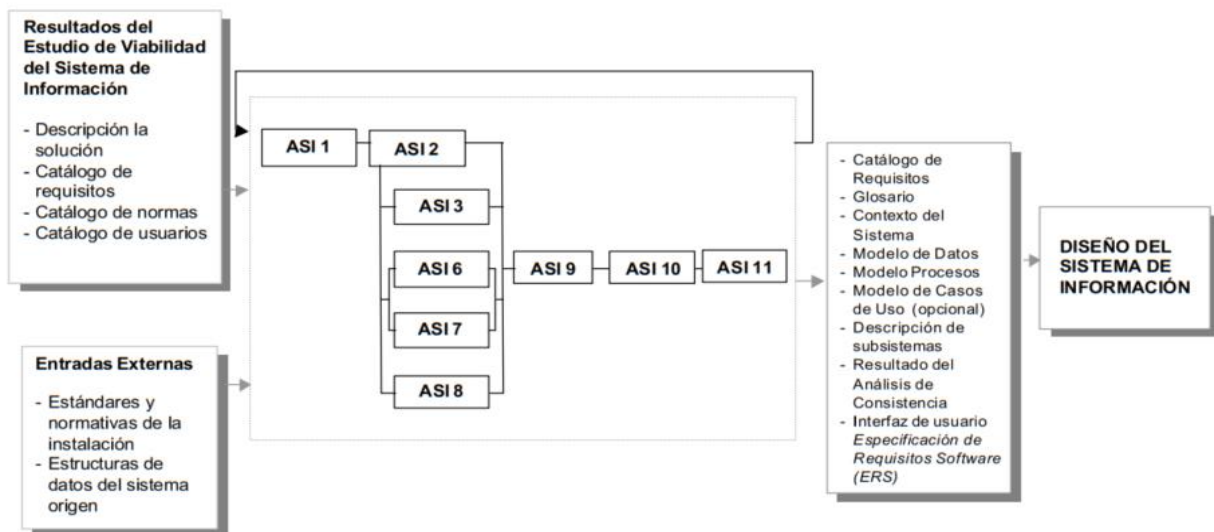 Resultados del
Estudio de Viabilidad
del Sistema de
Información
- Descripción la
solución
- Catálogo de
requisitos
- Catálogo de normas
- Catálogo de usuarios
Entradas Externas
- Estándares y
normativas de la
instalación
- Estructuras de
datos del sistema
origen
ASI 1
ASI 2
ASI 3
ASI 6
ASI 7
ASI 8
ASI 9
ASI 10
ASI 11
- Catálogo de
Requisitos
- Glosario
- Contexto del
Sistema
- Modelo de Datos
- Modelo Procesos
- Modelo de Casos
de Uso (opcional)
- Descripción de
subsistemas
- Resultado del
Análisis de
Consistencia
- Interfaz de usuario
Especificación de
Requisitos Software
(ERS)
DISEÑO DEL
SISTEMA DE
INFORMACIÓN